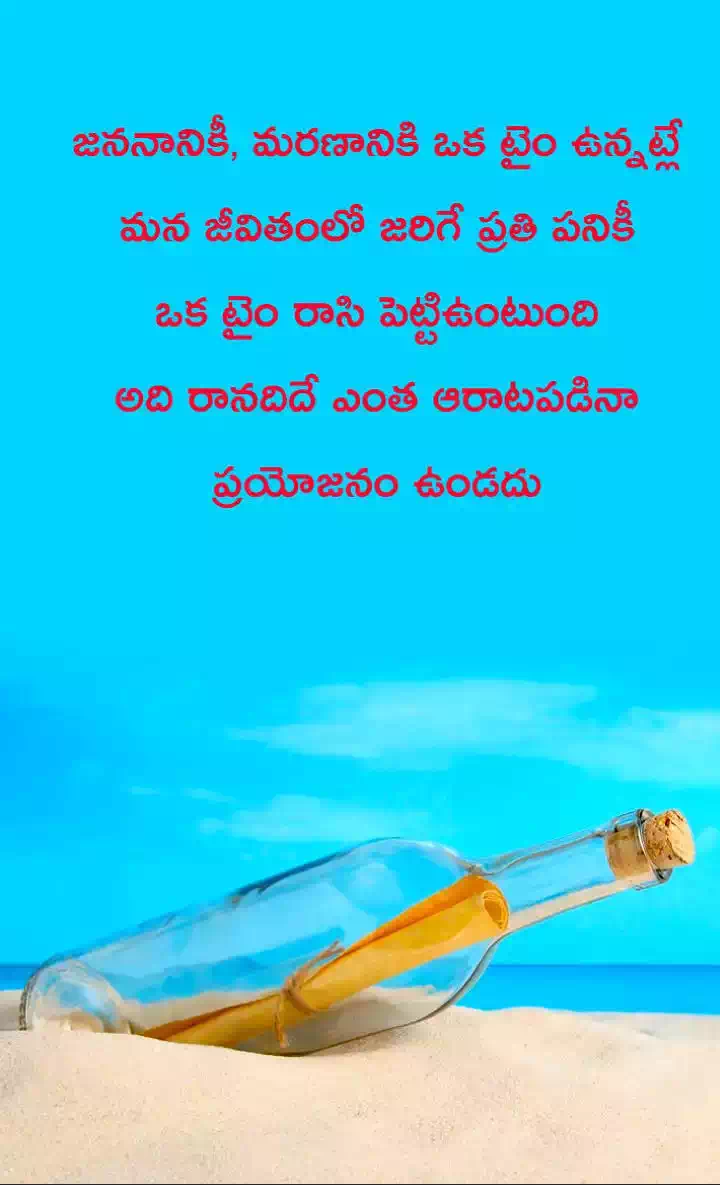 జననానికీ, మరణానికి ఒక టైం ఉన్నట్లే
మన జీవితంలో జరిగే ప్రతి పనికీ
ఒక టైం రాసి పెట్టిఉంటుంది
అది రానదిదే ఎంత ఆరాటపడినా
ప్రయోజనం ఉండదు